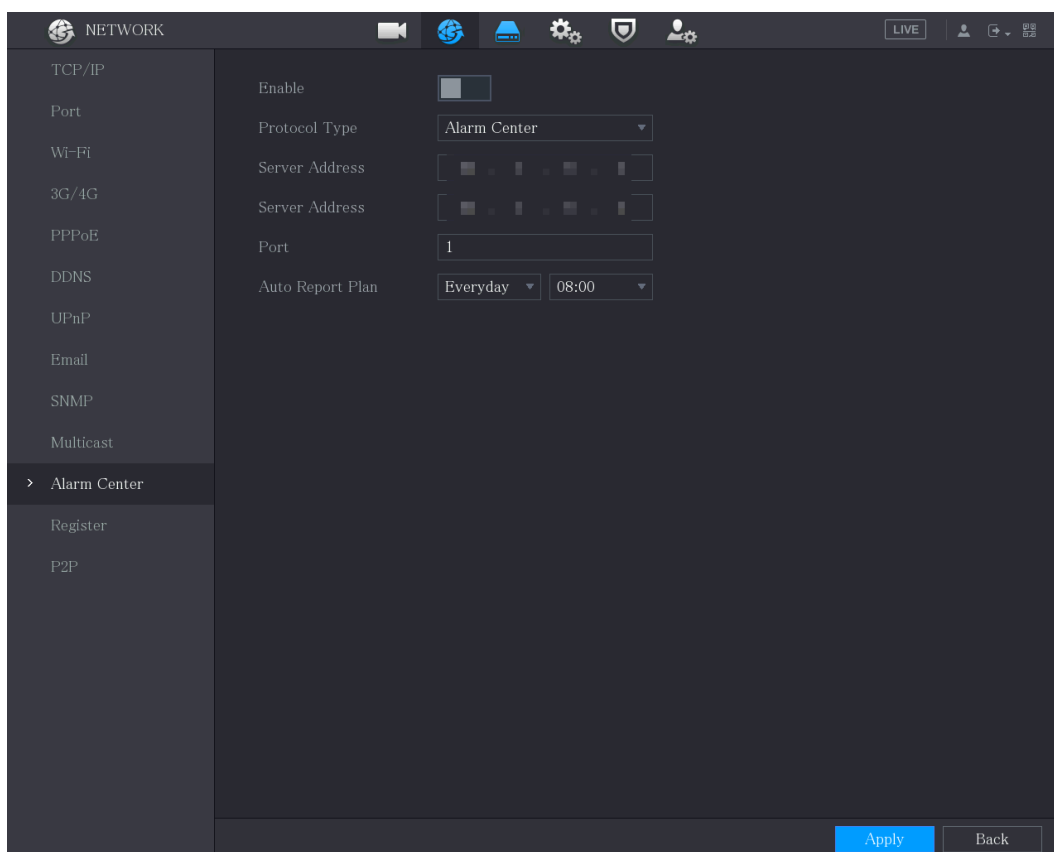 NETWORK
LIVE
TCP/IP
Port
Wi-Fi
3G/4G
PPPoE
DDNS
UPnP
Email
SNMP
Multicast
Alarm Center
Register
P2P
Enable
Protocol Type Alarm Center
Server Address
Server Address
Port 1
Auto Report Plan Everyday 08:00
Apply Back